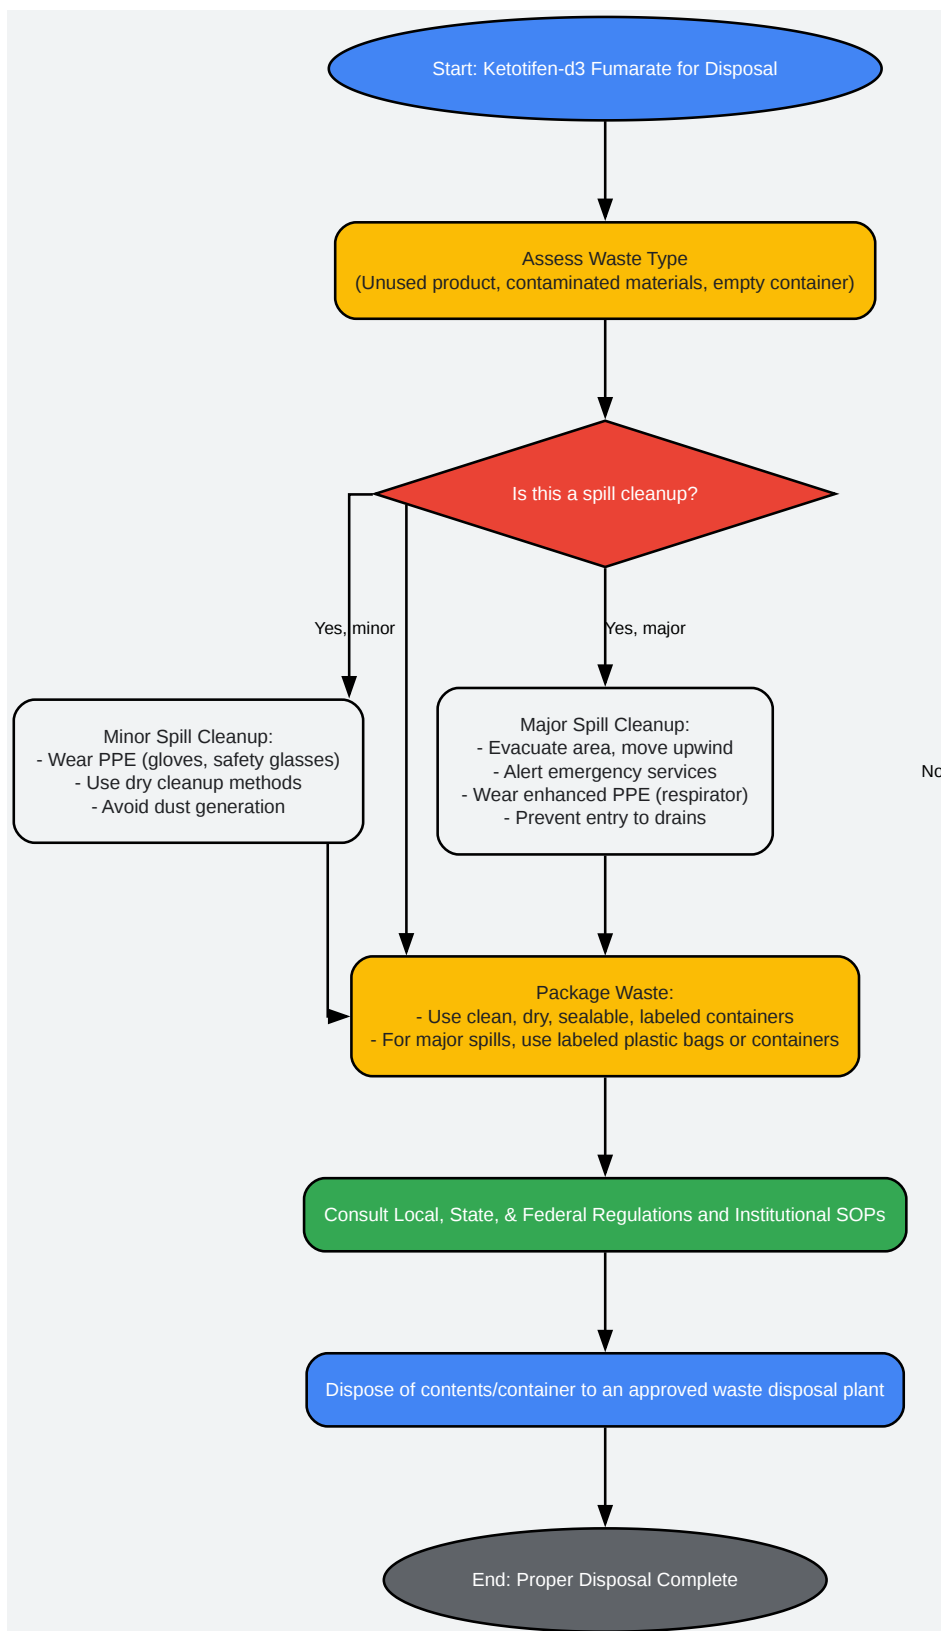 Start: Ketotifen-d3 Fumarate for Disposal
Assess Waste Type
(Unused product, contaminated materials, empty container)
Is this a spill cleanup?
Yes, minor
Yes, major
Minor Spill Cleanup:
- Wear PPE (gloves, safety glasses)
- Use dry cleanup methods
- Avoid dust generation
Major Spill Cleanup:
- Evacuate area, move upwind
- Alert emergency services
- Wear enhanced PPE (respirator)
- Prevent entry to drains
No
Package Waste:
- Use clean, dry, sealable, labeled containers
- For major spills, use labeled plastic bags or containers
Consult Local, State, & Federal Regulations and Institutional SOPs
Dispose of contents/container to an approved waste disposal plant
End: Proper Disposal Complete